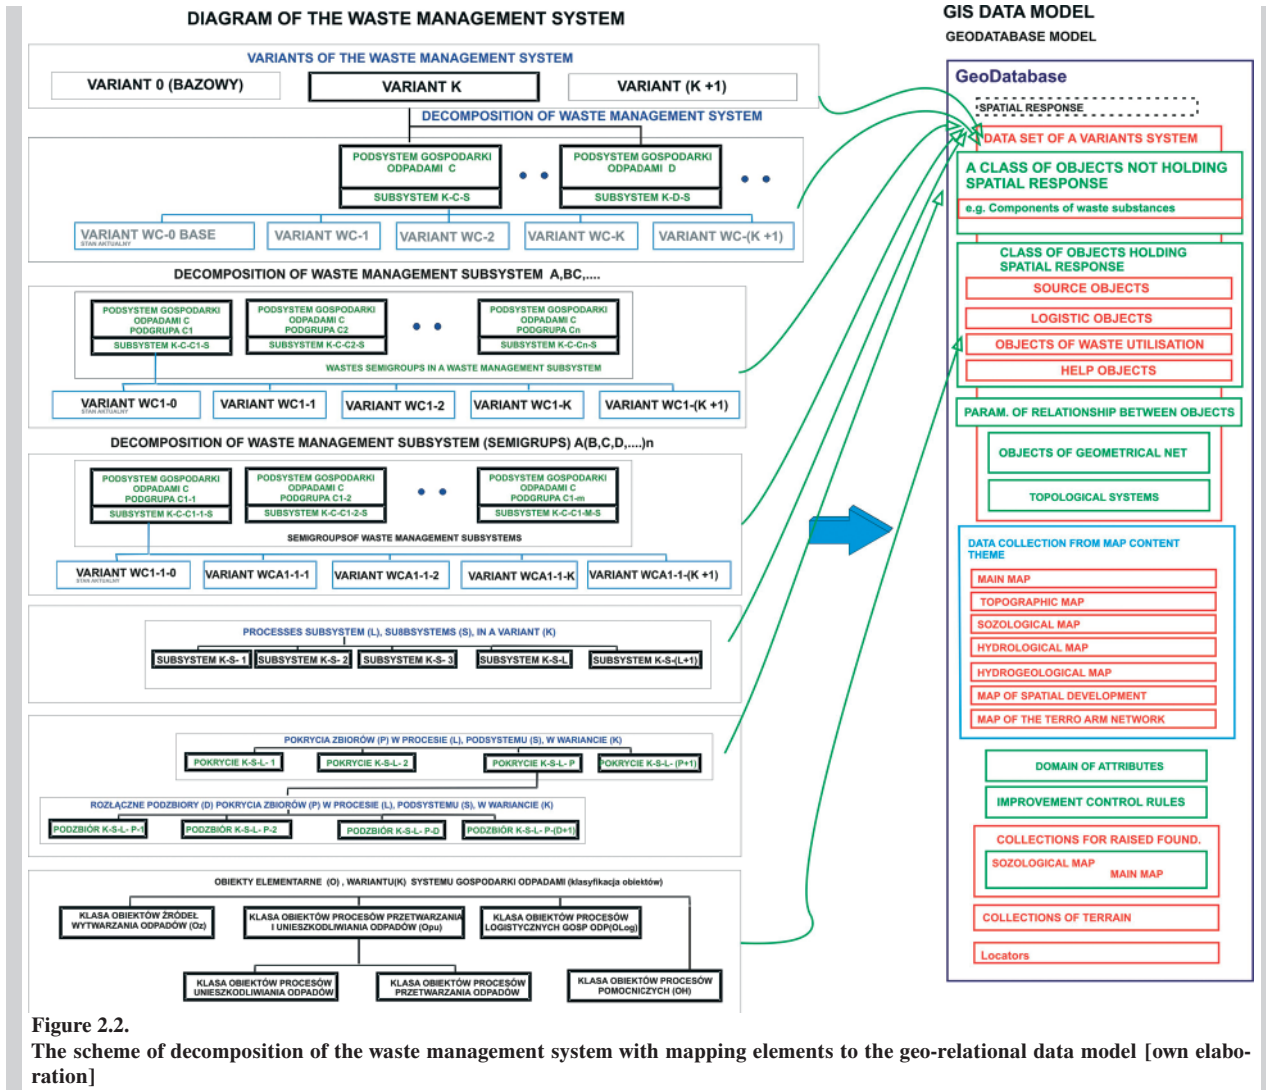 DIAGRAM OF THE WASTE MANAGEMENT SYSTEM
VARIANTS OF THE WASTE MANAGEMENT SYSTEM
VARIANT 0 (BAZOWY)
VARIANT K
VARIANT (K +1)
DECOMPOSITION OF WASTE MANAGEMENT SYSTEM
PODSYSTEM GOSPODARKI
ODPADAMI C
SUBSYSTEM K-C-S
PODSYSTEM GOSPODARKI
ODPADAMI D
SUBSYSTEM K-D-S
VARIANT WC-0 BASE
STAN AKTUALNY
VARIANT WC-1
VARIANT WC-2
VARIANT WC-K
VARIANT WC-(K +1)
DECOMPOSITION OF WASTE MANAGEMENT SUBSYSTEM A,BC,....
PODSYSTEM GOSPODARKI
ODPADAMI C
PODGRUPA C1
SUBSYSTEM K-C-C1-S
PODSYSTEM GOSPODARKI
ODPADAMI C
PODGRUPA C2
SUBSYSTEM K-C-C2-S
PODSYSTEM GOSPODARKI
ODPADAMI C
PODGRUPA Cn
SUBSYSTEM K-C-Cn-S
WASTES SEMIGROUPS IN A WASTE MANAGEMENT SUBSYSTEM
VARIANT WC1-0
STAN AKTUALNY
VARIANT WC1-1
VARIANT WC1-2
VARIANT WC1-K
VARIANT WC1-(K +1)
DECOMPOSITION OF WASTE MANAGEMENT SUBSYSTEM (SEMIGRUPS) A(B,C,D,....)n
PODSYSTEM GOSPODARKI
ODPADAMI C
PODGRUPA C1-1
SUBSYSTEM K-C-C1-1-S
PODSYSTEM GOSPODARKI
ODPADAMI C
PODGRUPA C1-2
SUBSYSTEM K-C-C1-2-S
PODSYSTEM GOSPODARKI
ODPADAMI C
PODGRUPA C1-m
SUBSYSTEM K-C-C1-M-S
SEMIGROUPSOF WASTE MANAGEMENT SUBSYSTEMS
VARIANT WC1-1-0
STAN AKTUALNY
VARIANT WCA1-1-1
VARIANT WCA1-1-2
VARIANT WCA1-1-K
VARIANT WCA1-1-(K +1)
PROCESSES SUBSYSTEM (L), SU8BSYSTEMS (S), IN A VARIANT (K)
SUBSYSTEM K-S- 1
SUBSYSTEM K-S- 2
SUBSYSTEM K-S- 3
SUBSYSTEM K-S-L
SUBSYSTEM K-S-(L+1)
POKRYCIA ZBIORÓW (P) W PROCESIE (L), PODSYSTEMU (S), W WARIANCIE (K)
POKRYCIE K-S-L- 1
POKRYCIE K-S-L- 2
POKRYCIE K-S-L- P
POKRYCIE K-S-L- (P+1)
ROZŁĄCZNE PODZBIORY (D) POKRYCIA ZBIORÓW (P) W PROCESIE (L), PODSYSTEMU (S), W WARIANCIE (K)
PODZBIÓR K-S-L- P-1
PODZBIÓR K-S-L- P-2
PODZBIÓR K-S-L- P-D
PODZBIÓR K-S-L- P-(D+1)
OBIEKTY ELEMENTARNE (O) , WARIANTU(K) SYSTEMU GOSPODARKI ODPADAMI (klasyfikacja obiektów)
KLASA OBIEKTÓW ŹRÓDEŁ
WYTWARZANIA ODPADÓW (Oz)
KLASA OBIEKTÓW PROCESÓW PRZETWARZANIA
I UNIESZKODLIWIANIA ODPADÓW (Opu)
KLASA OBIEKTÓW PROCESÓW
LOGISTYCZNYCH GOSP ODP(OLog)
KLASA OBIEKTÓW PROCESÓW
UNIESZKODLIWIANIA ODPADÓW
KLASA OBIEKTÓW PROCESÓW
PRZETWARZANIA ODPADÓW
KLASA OBIEKTÓW PROCESÓW
POMOCNICZYCH (OH)
GIS DATA MODEL
GEODATABASE MODEL
GeoDatabase
SPATIAL RESPONSE
DATA SET OF A VARIANTS SYSTEM
A CLASS OF OBJECTS NOT HOLDING
SPATIAL RESPONSE
e.g. Components of waste substances
CLASS OF OBJECTS HOLDING
SPATIAL RESPONSE
SOURCE OBJECTS
LOGISTIC OBJECTS
OBJECTS OF WASTE UTILISATION
HELP OBJECTS
PARAM. OF RELATIONSHIP BETWEEN OBJECTS
OBJECTS OF GEOMETRICAL NET
TOPOLOGICAL SYSTEMS
DATA COLLECTION FROM MAP CONTENT
THEME
MAIN MAP
TOPOGRAPHIC MAP
SOZOLOGICAL MAP
HYDROLOGICAL MAP
HYDROGEOLOGICAL MAP
MAP OF SPATIAL DEVELOPMENT
MAP OF THE TERRO ARM NETWORK
DOMAIN OF ATTRIBUTES
IMPROVEMENT CONTROL RULES
COLLECTIONS FOR RAISED FOUND.
SOZOLOGICAL MAP
MAIN MAP
COLLECTIONS OF TERRAIN
Locators
Figure 2.2.
The scheme of decomposition of the waste management system with mapping elements to the geo-relational data model [own elabo-
ration]